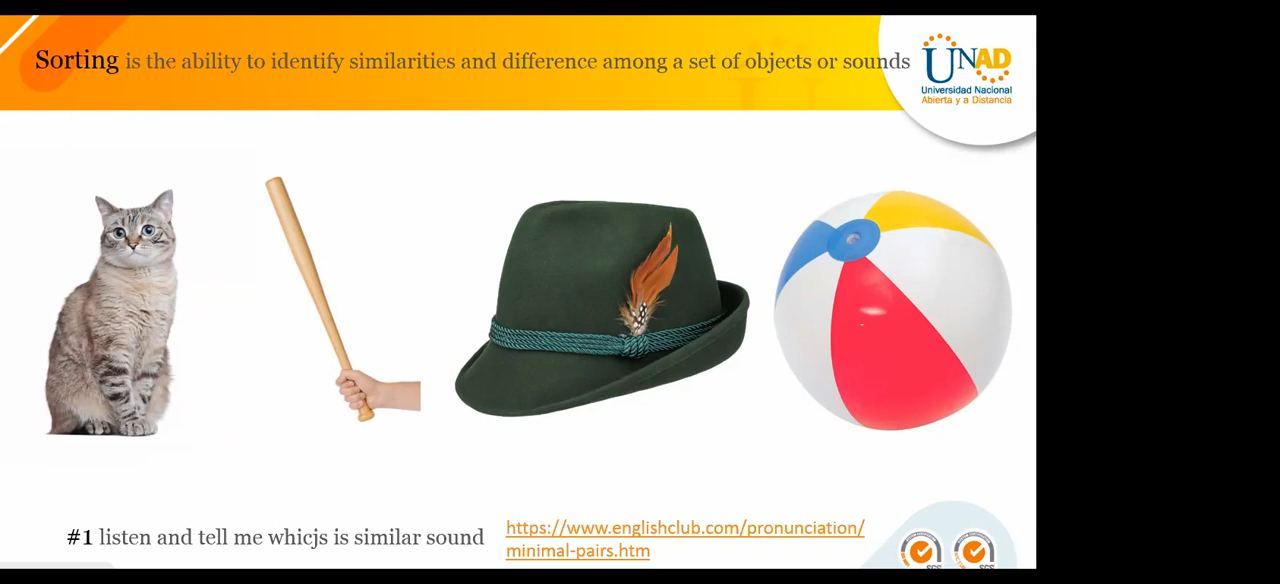 Sorting is the ability to identify similarities and difference among a set of objects or sounds
UNAD
Universidad Nacional
Abierta y a Distancia
#1 listen and tell me whicjs is similar sound
https://www.englishclub.com/pronunciation/
minimal-pairs.htm